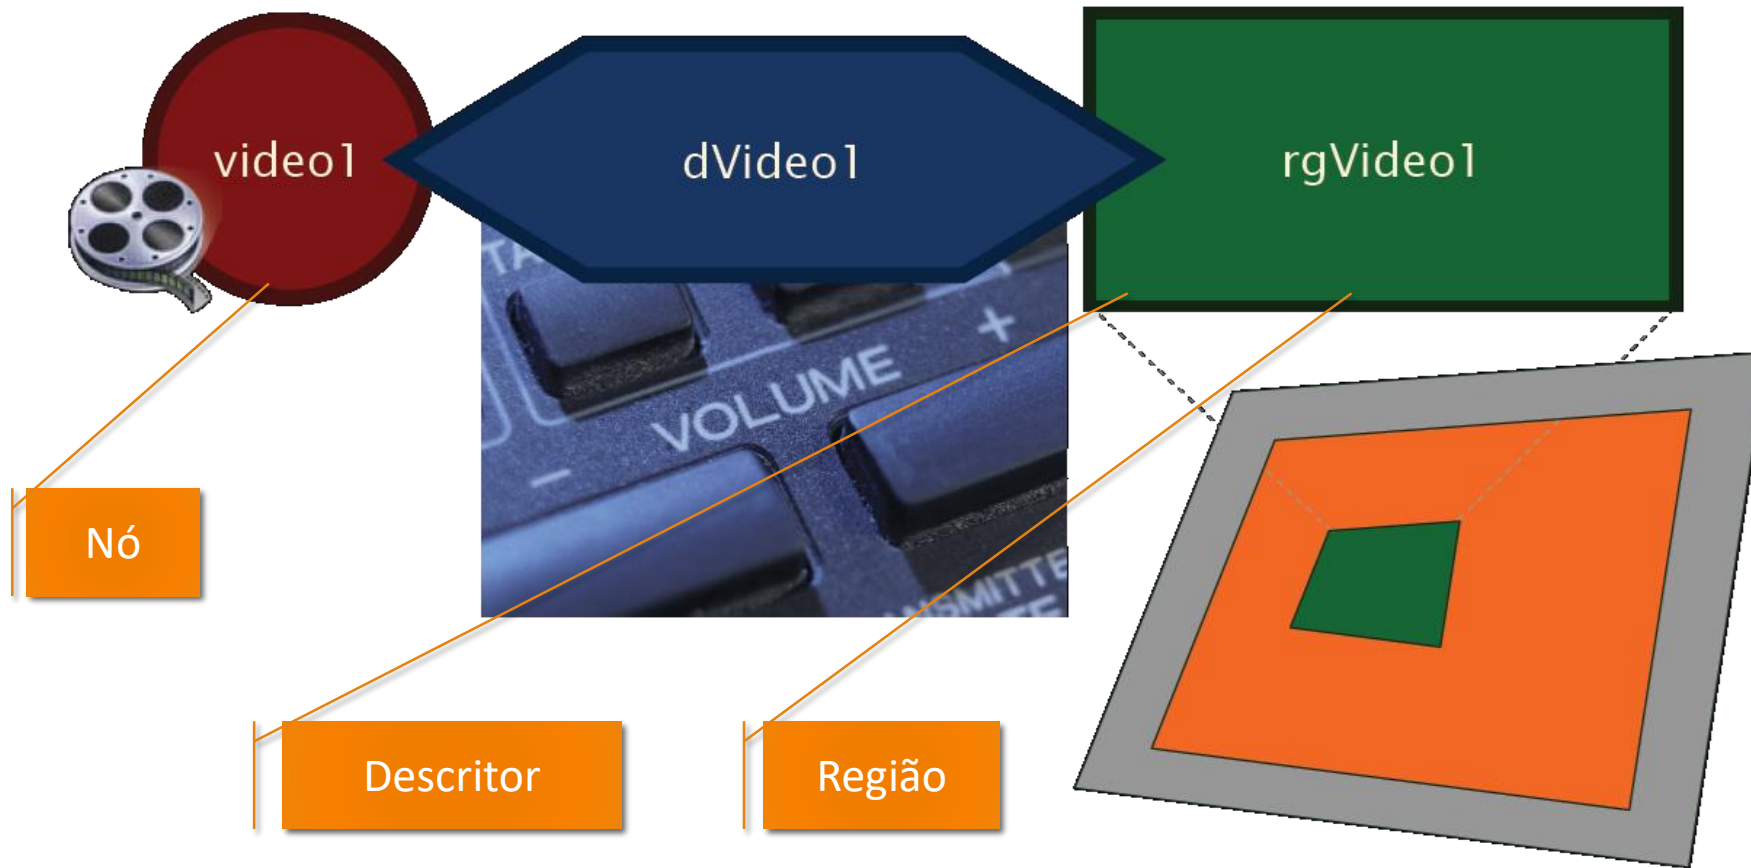 video1
dVideo1
rgVideo1
+
VOLUME
-
Nó
Descritor
Região